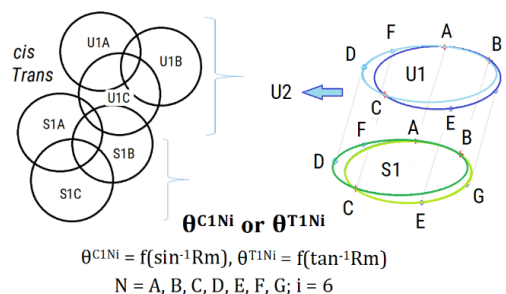 cis
Trans
U1A
U1B
U1C
S1A
S1B
S1C
U2
F
A
B
D
U1
C
E
F
A
B
D
S1
G
C
E
θC1Ni or θT1Ni
θC1Ni = f(sin-1Rm), θT1Ni = f(tan-1Rm)
N = A, B, C, D, E, F, G; i = 6